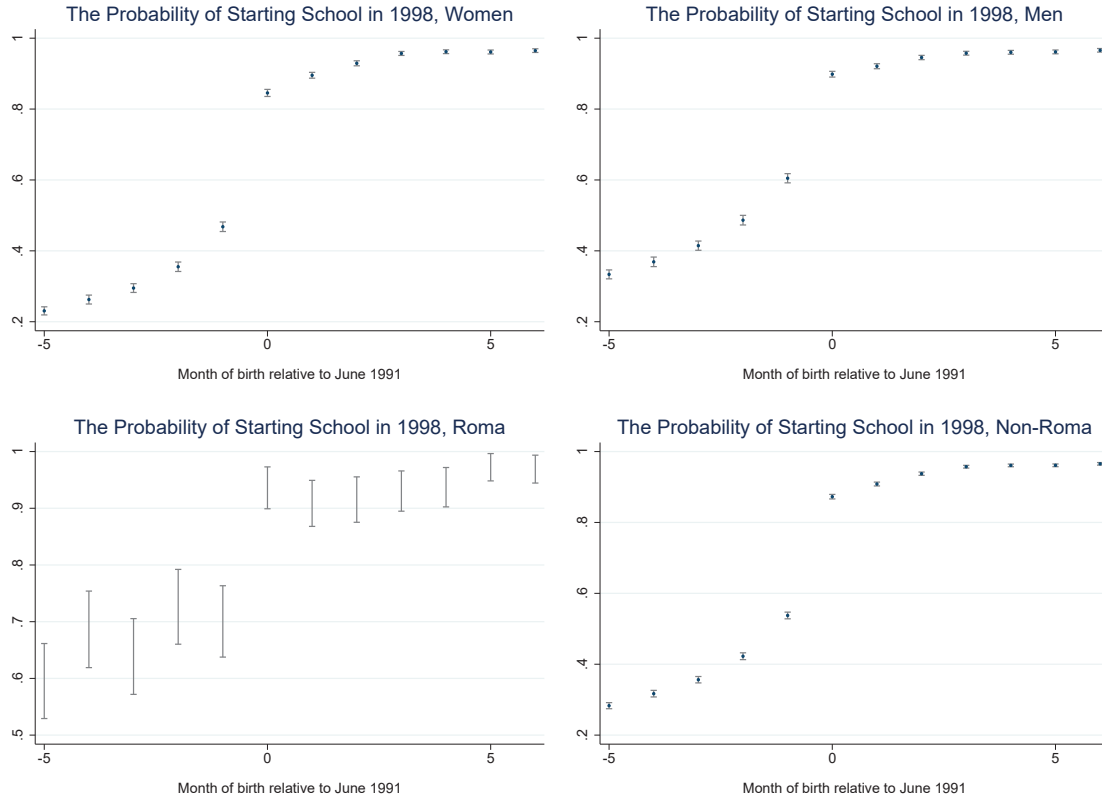 The Probability of Starting School in 1998, Women
1
.8
.6
.4
.2
-5 0 5
Month of birth relative to June 1991
The Probability of Starting School in 1998, Men
1
.8
.6
.4
.2
-5 0 5
Month of birth relative to June 1991
The Probability of Starting School in 1998, Roma
1
.9
.8
.7
.6
.5
-5 0 5
Month of birth relative to June 1991
The Probability of Starting School in 1998, Non-Roma
1
.8
.6
.4
.2
-5 0 5
Month of birth relative to June 1991